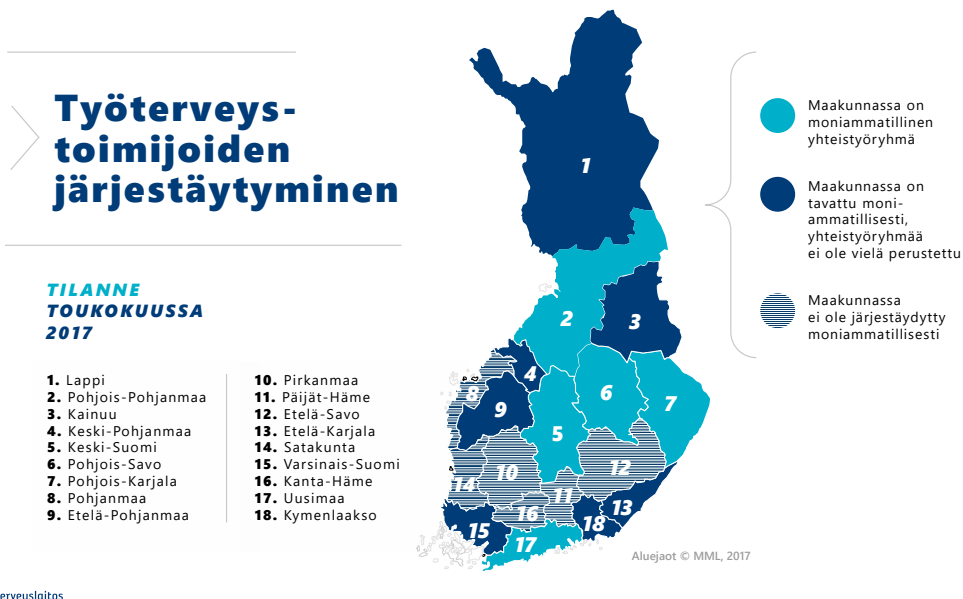 Työterveys-
toimijoiden
järjestäytyminen
TILANNE
TOUKOKUUSSA
2017
1. Lappi
2. Pohjois-Pohjanmaa
3. Kainuu
4. Keski-Pohjanmaa
5. Keski-Suomi
6. Pohjois-Savo
7. Pohjois-Karjala
8. Pohjanmaa
9. Etelä-Pohjanmaa
10. Pirkanmaa
11. Päijät-Häme
12. Etelä-Savo
13. Etelä-Karjala
14. Satakunta
15. Varsinais-Suomi
16. Kanta-Häme
17. Uusimaa
18. Kymenlaakso
1
2
3
4
8
9
6
7
5
10
12
14
11
13
16
15
18
17
Maakunnassa on
moniammatillinen
yhteistyöryhmä
Maakunnassa on
tavattu moni-
ammatillisesti,
yhteistyöryhmää
ei ole vielä perustettu
Maakunnassa
ei ole järjestäydytty
moniammatillisesti
Aluejaot © MML, 2017
erveyslaitos